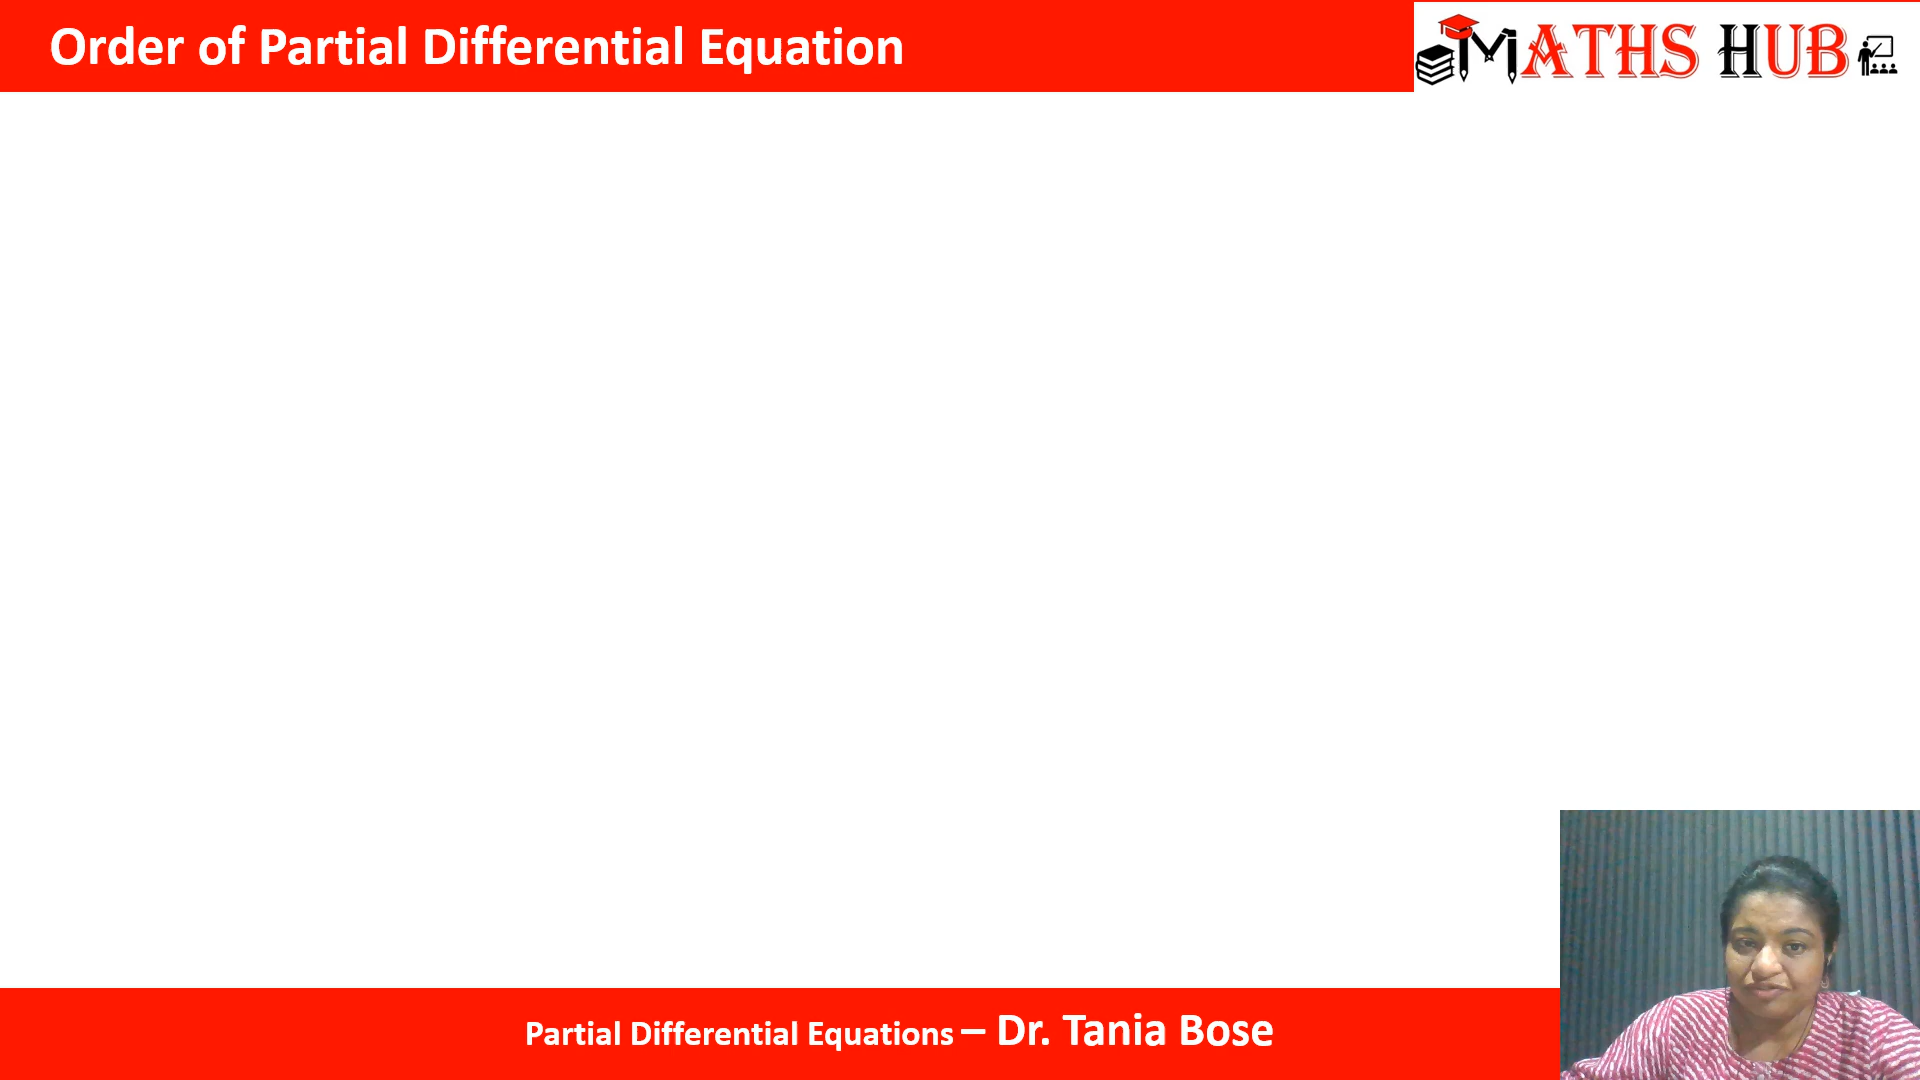 Order of Partial Differential Equation
MATHS HUB
Partial Differential Equations – Dr. Tania Bose